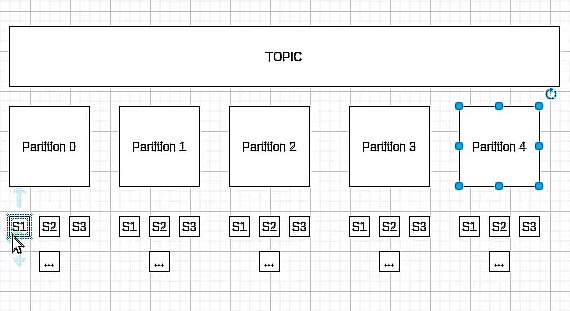 TOPIC
Partition 0 Partition 1 Partition 2 Partition 3 Partition 4
S1 S2 S3 S1 S2 S3 S1 S2 S3 S1 S2 S3 S1 S2 S3
... ... ... ... ...